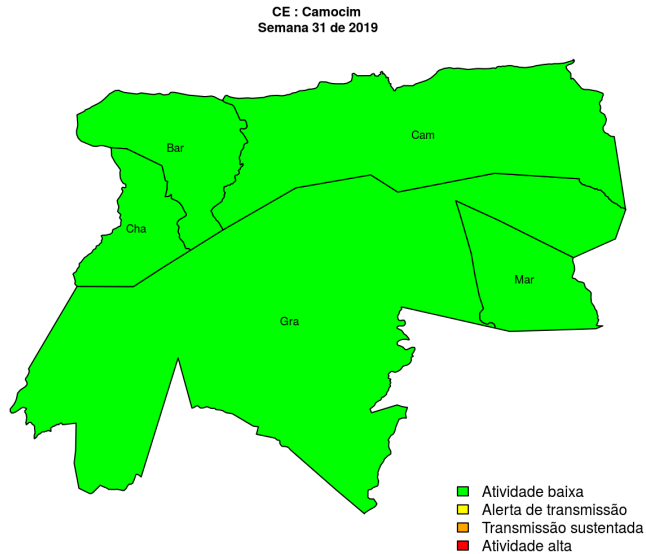 CE : Camocim
Semana 31 de 2019
Bar
Cam
Cha
Mar
Gra
Atividade baixa
Alerta de transmissão
Transmissão sustentada
Atividade alta